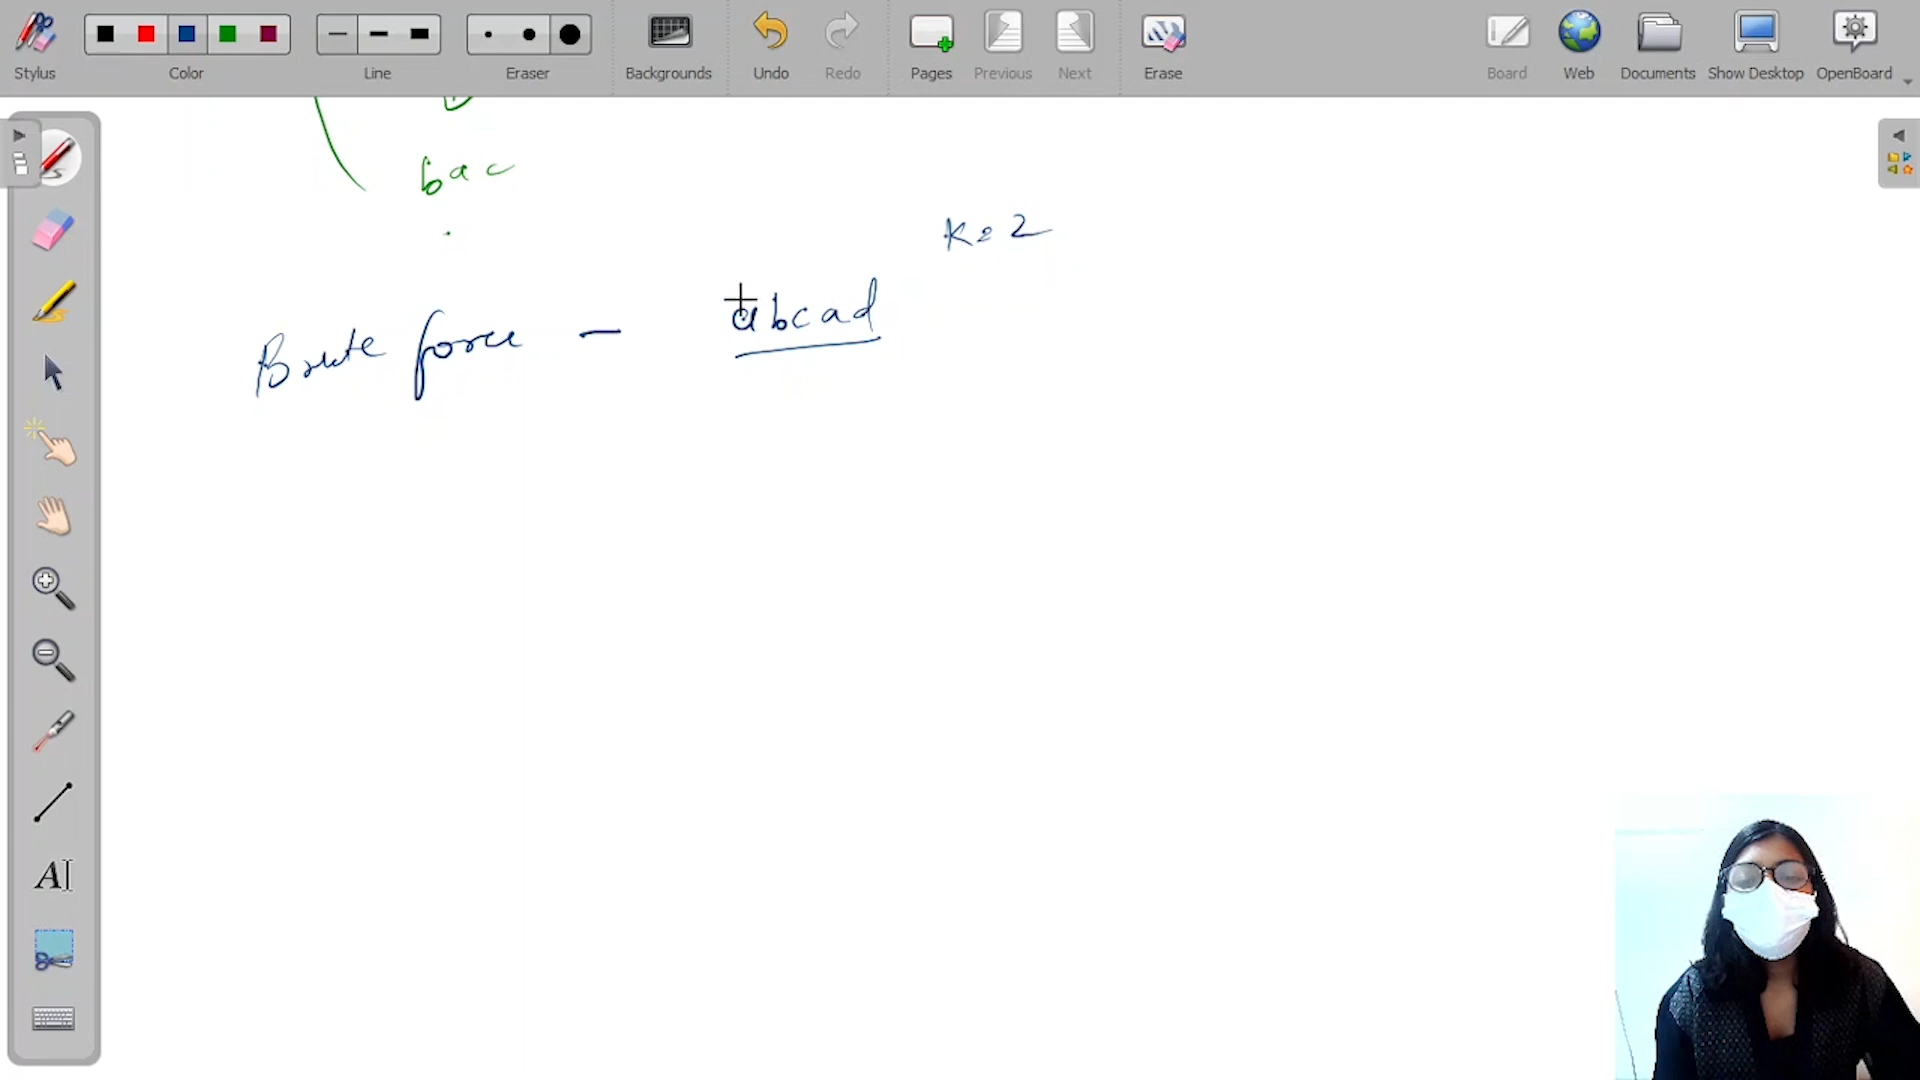 Stylus
Color
Line
Eraser
Backgrounds
Undo
Redo
Pages
Previous
Next
Erase
Board
Web
Documents
Show Desktop
OpenBoard
bac
K = 2
Brute force - abcad
AI